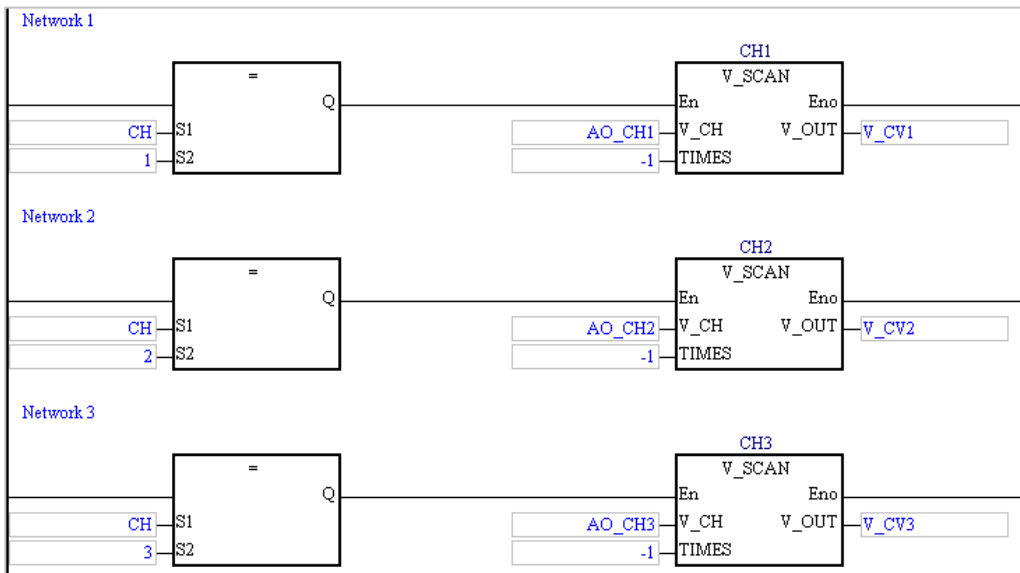 Network 1
CH1
= V_SCAN
Q En Eno
CH S1 AO_CH1 V_CH V_OUT V_CV1
1 S2 -1 TIMES
Network 2
CH2
= V_SCAN
Q En Eno
CH S1 AO_CH2 V_CH V_OUT V_CV2
2 S2 -1 TIMES
Network 3
CH3
= V_SCAN
Q En Eno
CH S1 AO_CH3 V_CH V_OUT V_CV3
3 S2 -1 TIMES